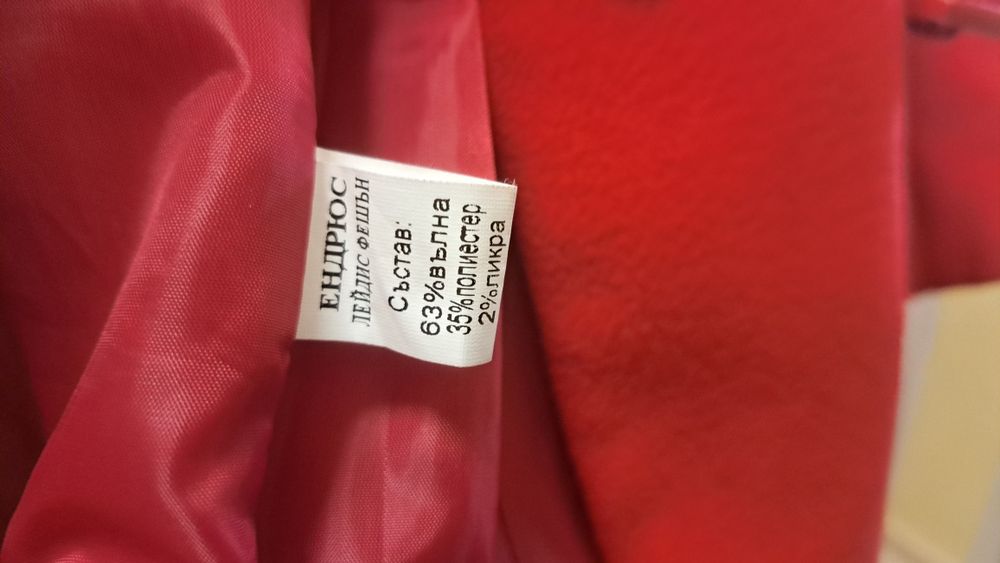 ЕНДРЮС
ЛЕЙДИС ФЕШЪН
Състав:
63%вълна
35%полиестер
2%ликра